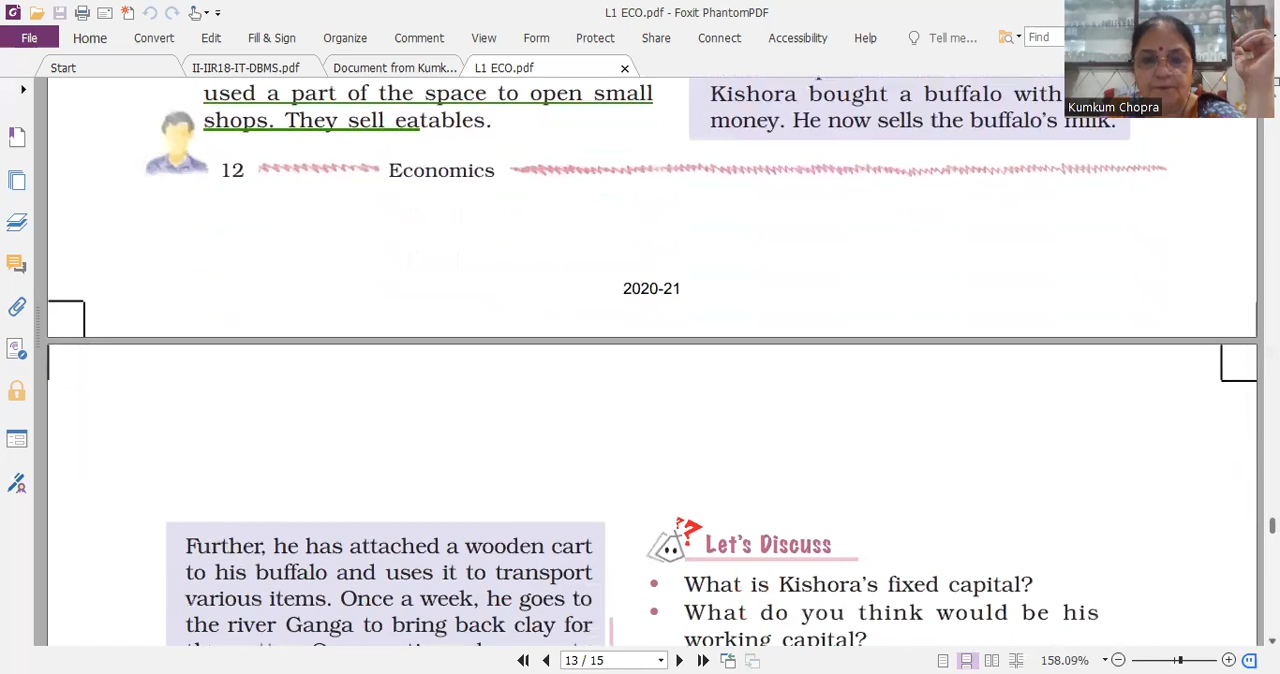 L1 ECO.pdf - Foxit PhantomPDF
File Home Convert Edit Fill & Sign Organize Comment View Form Protect Share Connect Accessibility Help Tell me... Find
Start II-IIR18-IT-DBMS.pdf Document from Kumk... L1 ECO.pdf
Kumkum Chopra
used a part of the space to open small
shops. They sell eatables.
Kishora bought a buffalo with
money. He now sells the buffalo's milk.
12 Economics
2020-21
Further, he has attached a wooden cart
to his buffalo and uses it to transport
various items. Once a week, he goes to
the river Ganga to bring back clay for
Let's Discuss
• What is Kishora's fixed capital?
• What do you think would be his
working capital?
13 / 15
158.09%